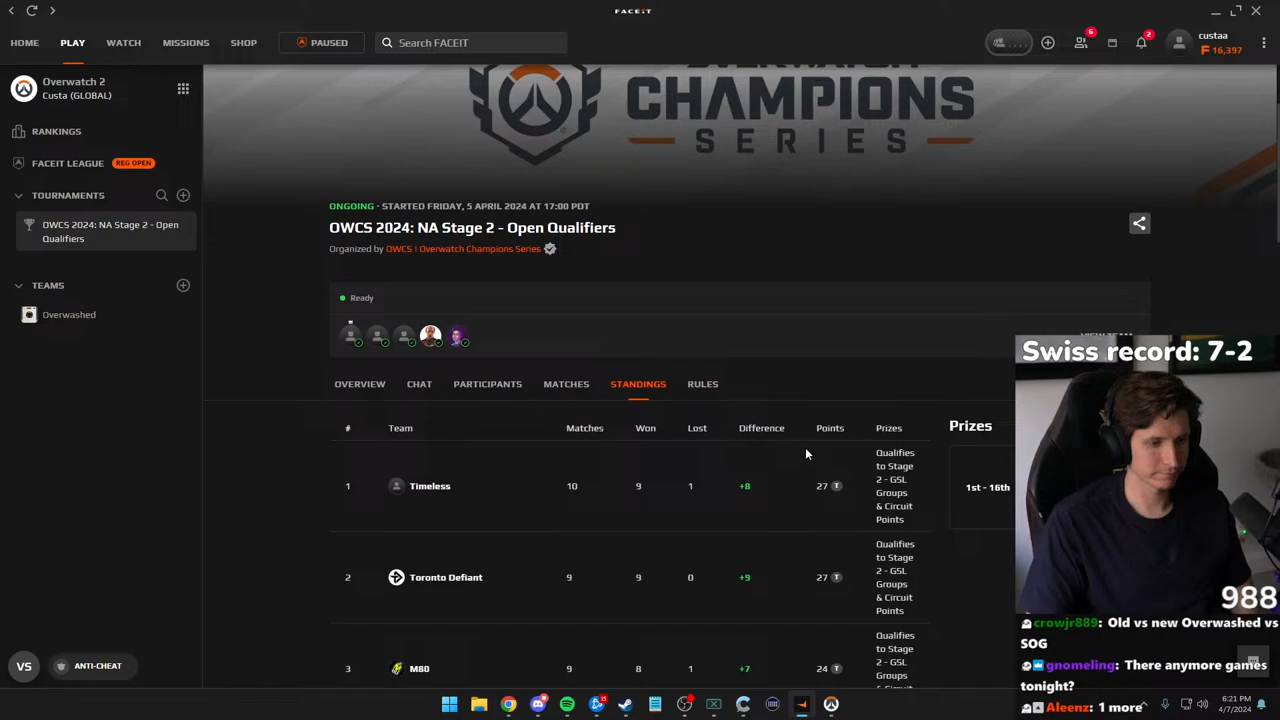 FACEIT
HOME
PLAY
WATCH
MISSIONS
SHOP
PAUSED
Search FACEIT
6
2
custaa
16,397
Overwatch 2
Custa (GLOBAL)
RANKINGS
FACEIT LEAGUE REG OPEN
TOURNAMENTS
OWCS 2024: NA Stage 2 - Open
Qualifiers
TEAMS
Overwashed
VS
ANTI-CHEAT
CHAMPIONS
SERIES
ONGOING - STARTED FRIDAY, 5 APRIL 2024 AT 17:00 PDT
OWCS 2024: NA Stage 2 - Open Qualifiers
Organized by OWCS | Overwatch Champions Series
Ready
OVERVIEW
CHAT
PARTICIPANTS
MATCHES
STANDINGS
RULES
# Team Matches Won Lost Difference Points Prizes
1 Timeless 10 9 1 +8 27 T
Qualifies
to Stage
2 - GSL
Groups
& Circuit
Points
2 Toronto Defiant 9 9 0 +9 27 T
Qualifies
to Stage
2 - GSL
Groups
& Circuit
Points
3 M80 9 8 1 +7 24 T
Qualifies
to Stage
2 - GSL
Prizes
1st - 16th
Swiss record: 7-2
988
crowjr889: Old vs new Overwashed vs
SOG
gnomeling: There anymore games
tonight?
Aleenz: 1 more
15
6:21 PM
4/7/2024